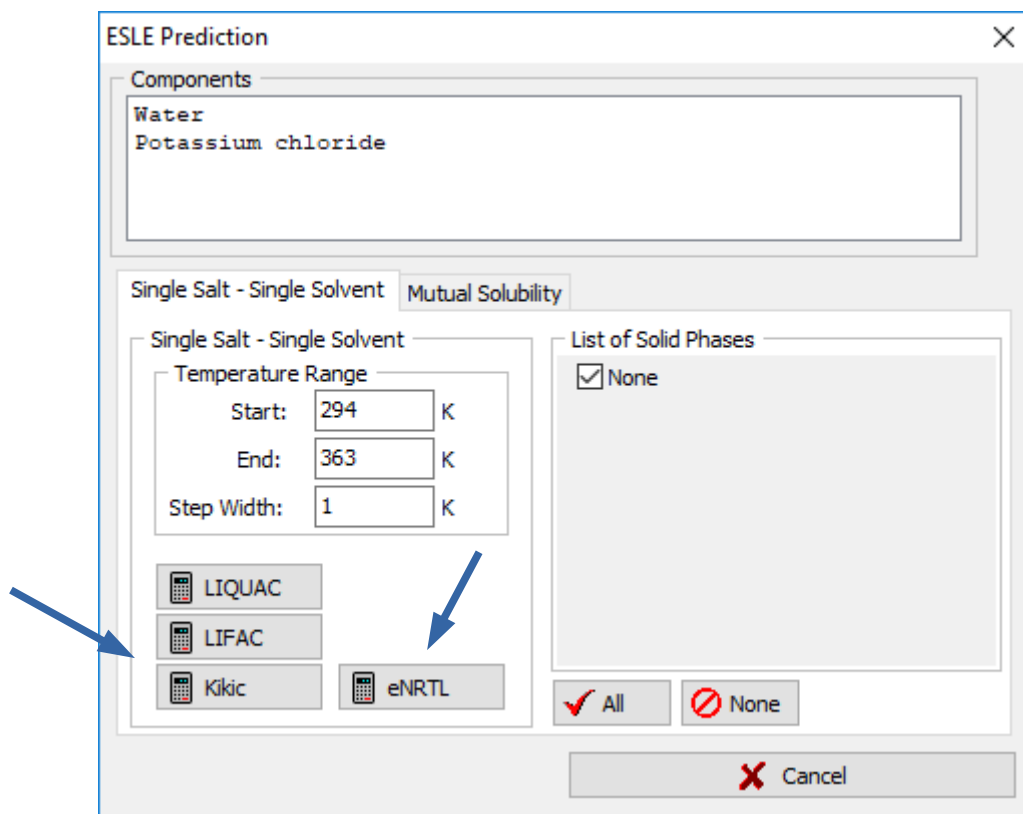 ESLE Prediction
Components
Water
Potassium chloride
Single Salt - Single Solvent
Mutual Solubility
Single Salt - Single Solvent
Temperature Range
Start: 294 K
End: 363 K
Step Width: 1 K
LIQUAC
LIFAC
Kikic
eNRTL
List of Solid Phases
None
All
None
Cancel